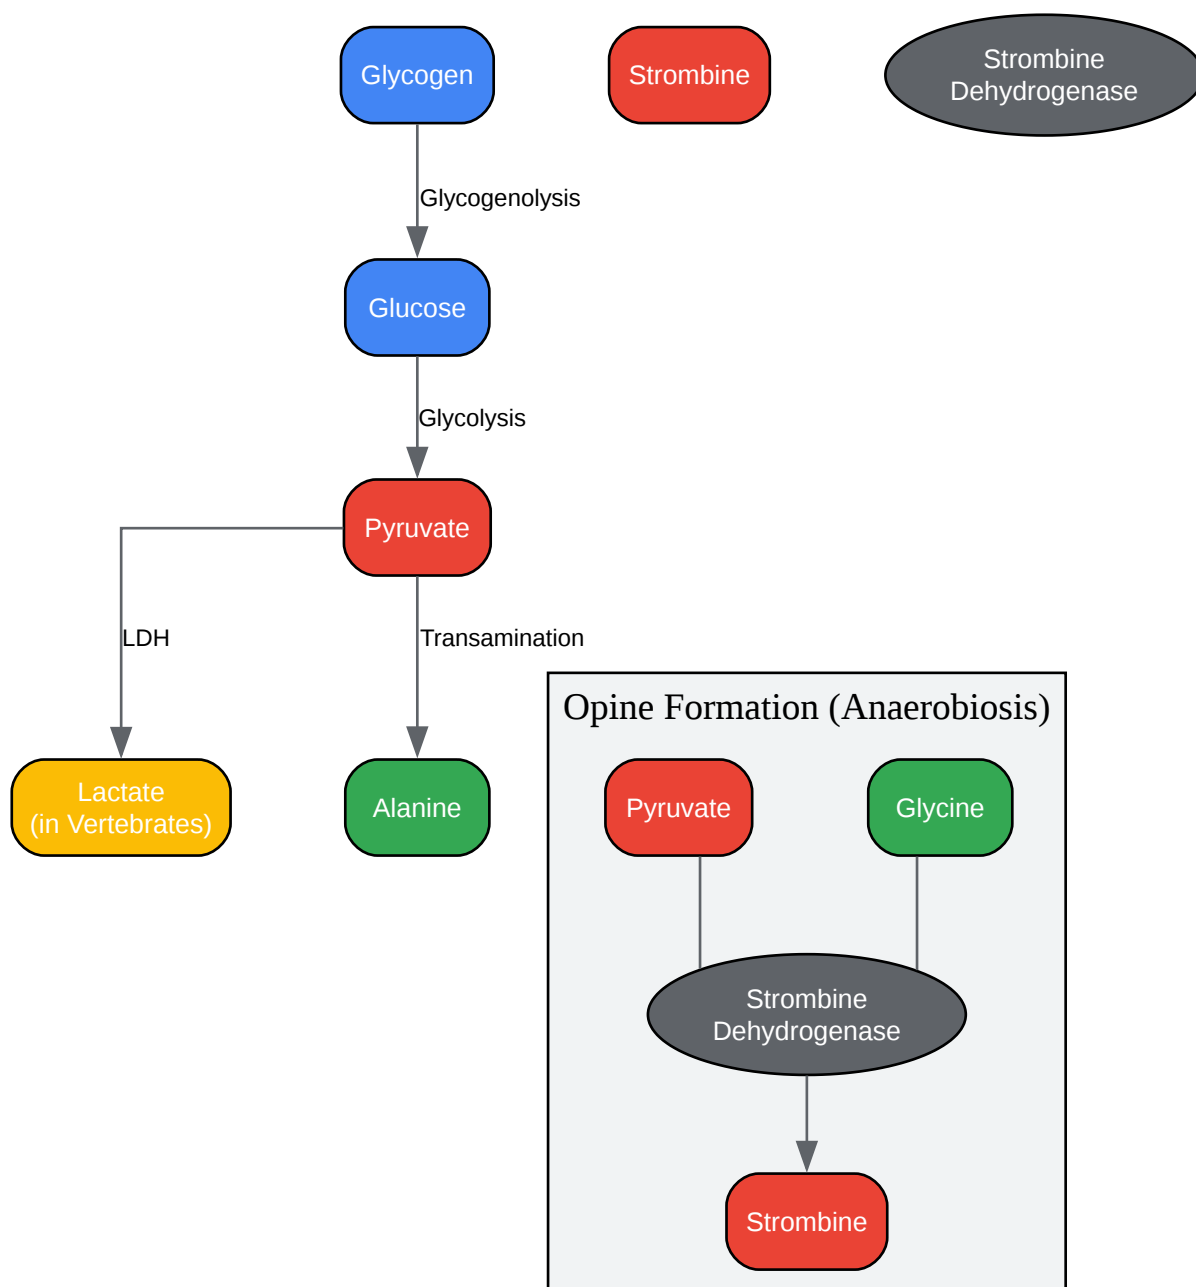 Glycogen
Strombine
Strombine
Dehydrogenase
Glycogenolysis
Glucose
Glycolysis
Pyruvate
LDH
Transamination
Lactate
(in Vertebrates)
Alanine
Opine Formation (Anaerobiosis)
Pyruvate
Glycine
Strombine
Dehydrogenase
Strombine